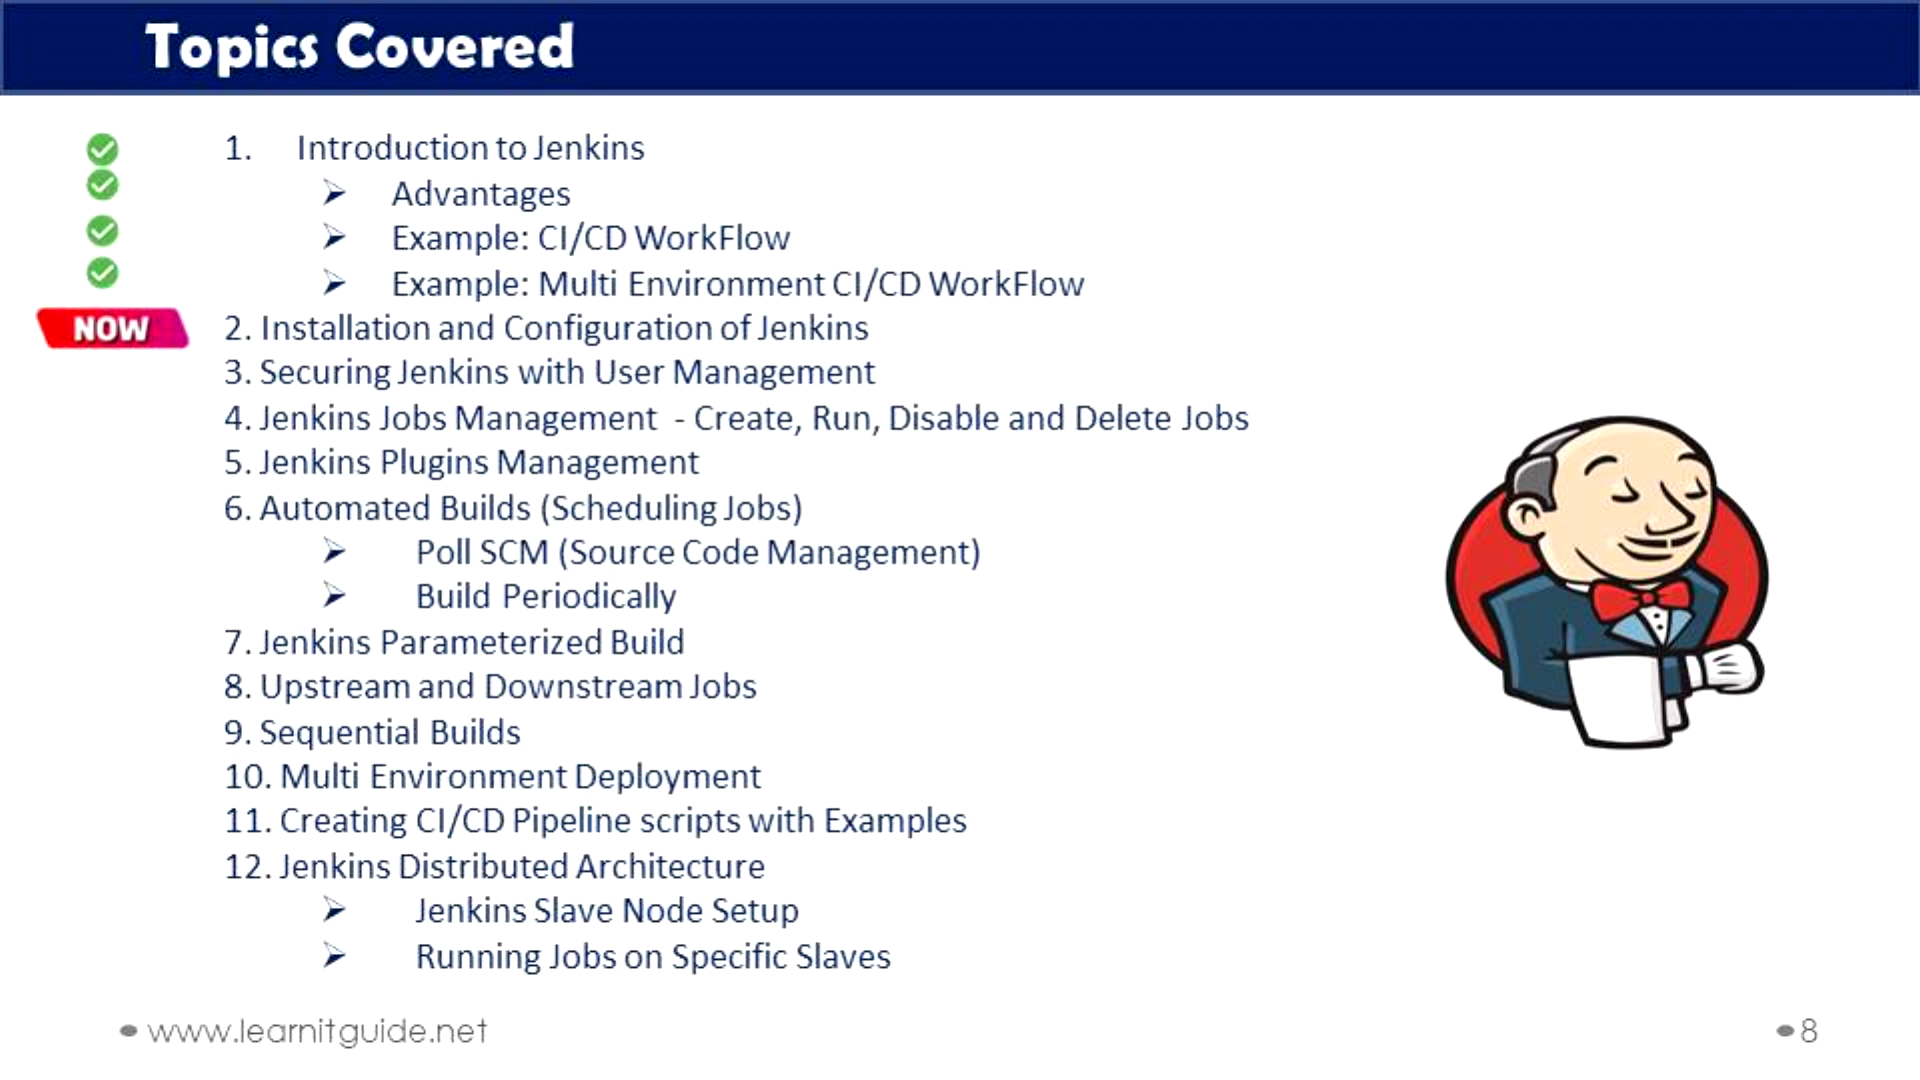 Topics Covered
1. Introduction to Jenkins
➢ Advantages
➢ Example: CI/CD WorkFlow
➢ Example: Multi Environment CI/CD WorkFlow
NOW 2. Installation and Configuration of Jenkins
3. Securing Jenkins with User Management
4. Jenkins Jobs Management - Create, Run, Disable and Delete Jobs
5. Jenkins Plugins Management
6. Automated Builds (Scheduling Jobs)
➢ Poll SCM (Source Code Management)
➢ Build Periodically
7. Jenkins Parameterized Build
8. Upstream and Downstream Jobs
9. Sequential Builds
10. Multi Environment Deployment
11. Creating CI/CD Pipeline scripts with Examples
12. Jenkins Distributed Architecture
➢ Jenkins Slave Node Setup
➢ Running Jobs on Specific Slaves
www.learnitguide.net
8